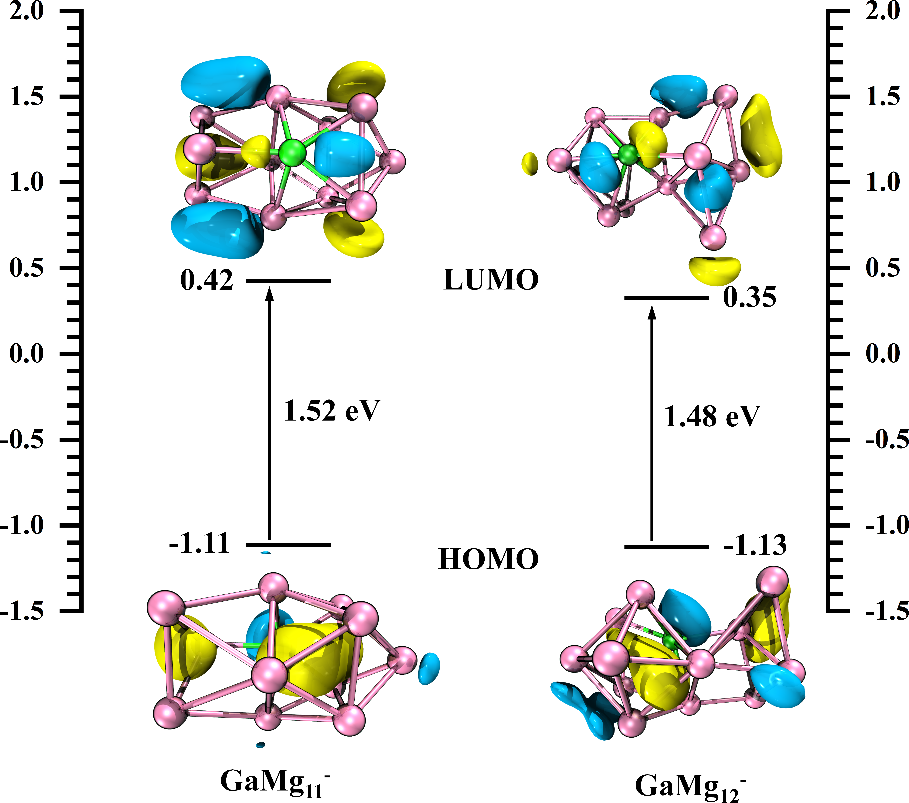 2.0 2.0
1.5 1.5
1.0 1.0
0.5 0.5
0.42 LUMO 0.35
0.0 0.0
1.52 eV 1.48 eV
-0.5 -0.5
-1.0 -1.0
-1.11 HOMO -1.13
-1.5 -1.5
GaMg₁₁⁻ GaMg₁₂⁻